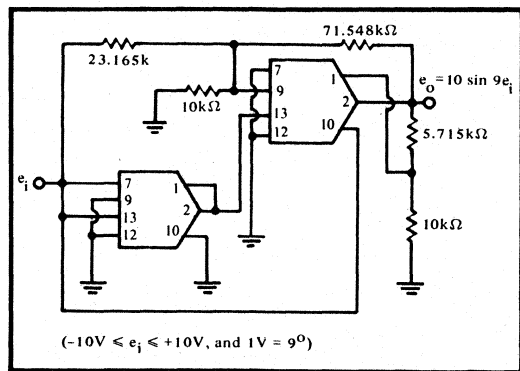 71.548kΩ
23.165k
eₒ=10 sin 9eᵢ
7
1
9
2
10kΩ
13
10
12
5.715kΩ
eᵢ
7
1
9
2
13
10
12
10kΩ
(-10V ⩽ eᵢ ⩽ +10V, and 1V = 9⁰)